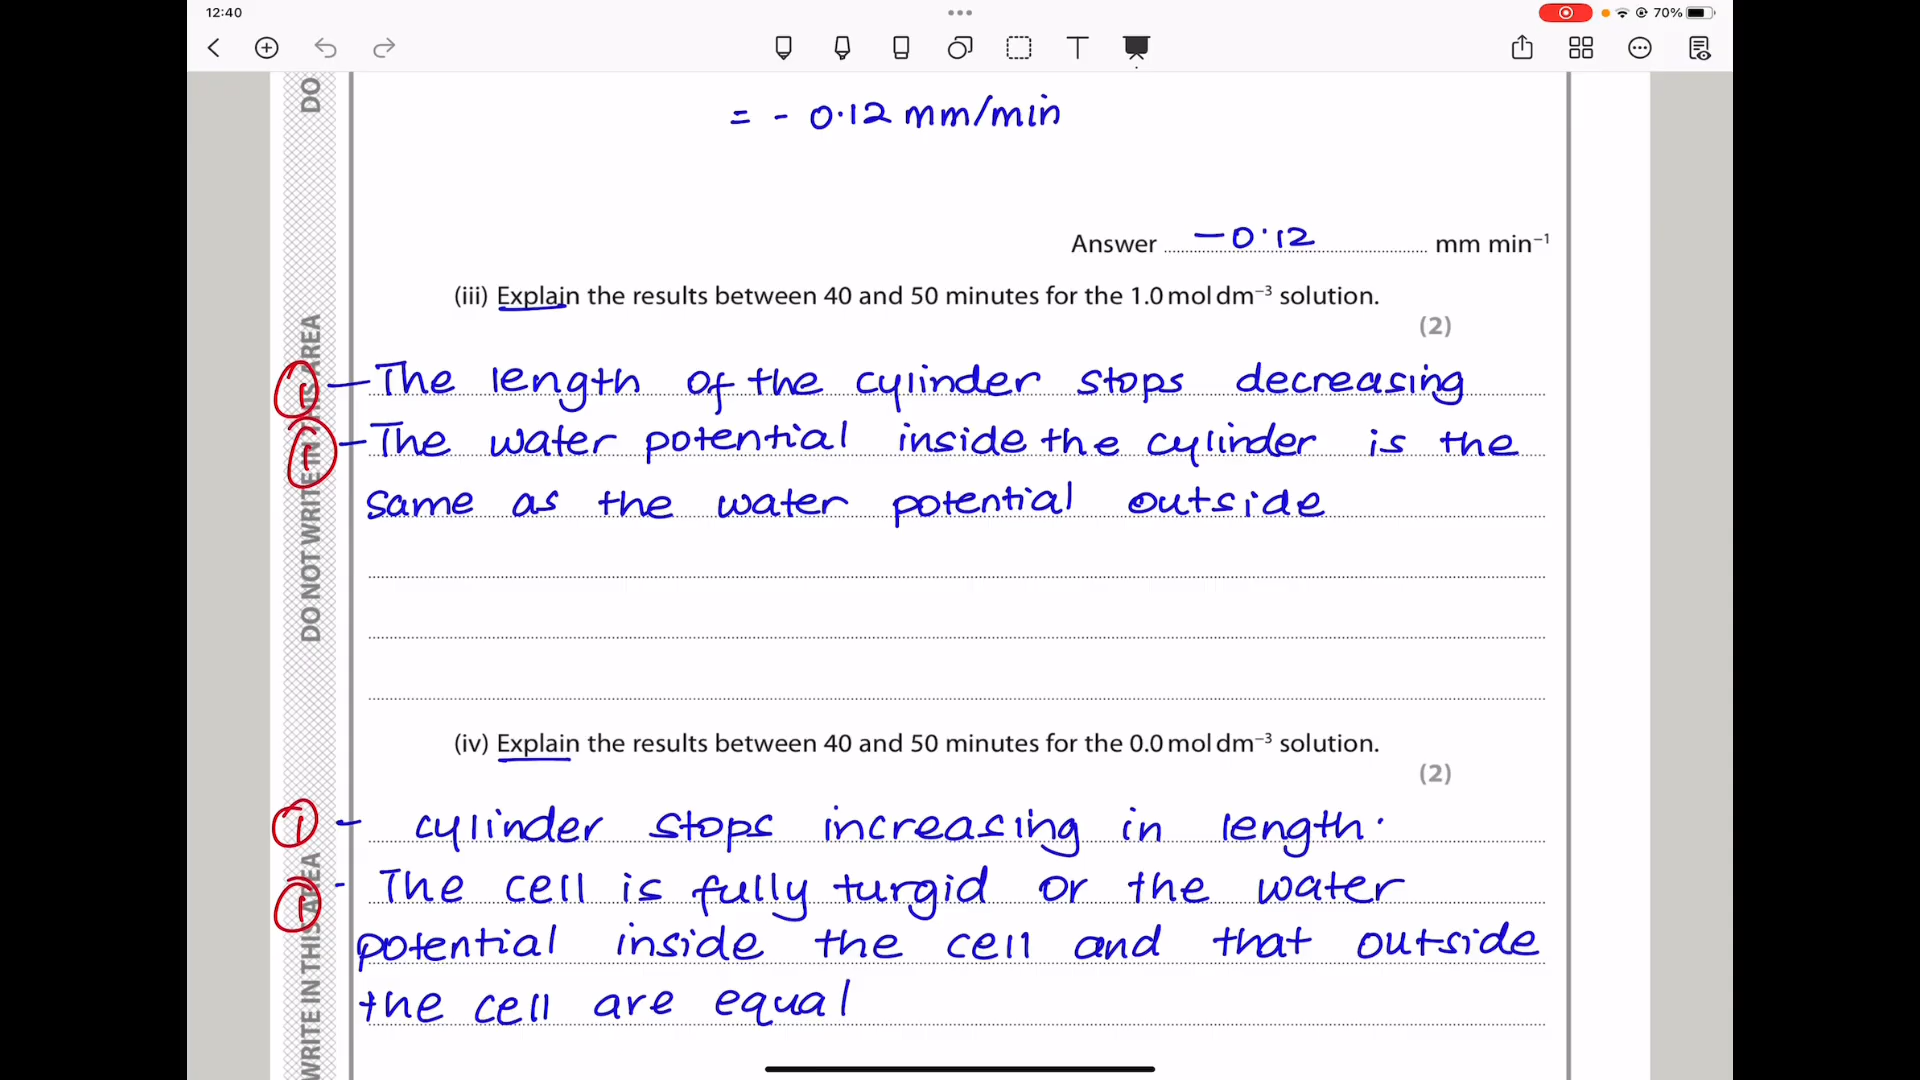 12:40
70%
DO
= - 0.12 mm/min
Answer -0.12 mm min⁻¹
(iii) Explain the results between 40 and 50 minutes for the 1.0 mol dm⁻³ solution.
(2)
DO NOT WRITE IN THIS AREA
① - The length of the cylinder stops decreasing
① - The water potential inside the cylinder is the
same as the water potential outside
(iv) Explain the results between 40 and 50 minutes for the 0.0 mol dm⁻³ solution.
(2)
① - cylinder stops increasing in length.
① - The cell is fully turgid or the water
potential inside the cell and that outside
the cell are equal
WRITE IN THIS AREA